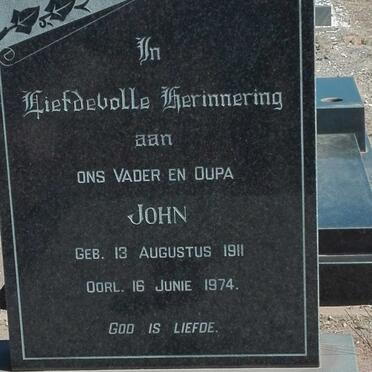 In
Liefdevolle Herinnering
aan
ONS VADER EN OUPA
JOHN
GEB. 13 AUGUSTUS 1911
OORL. 16 JUNIE 1974.
GOD IS LIEFDE.